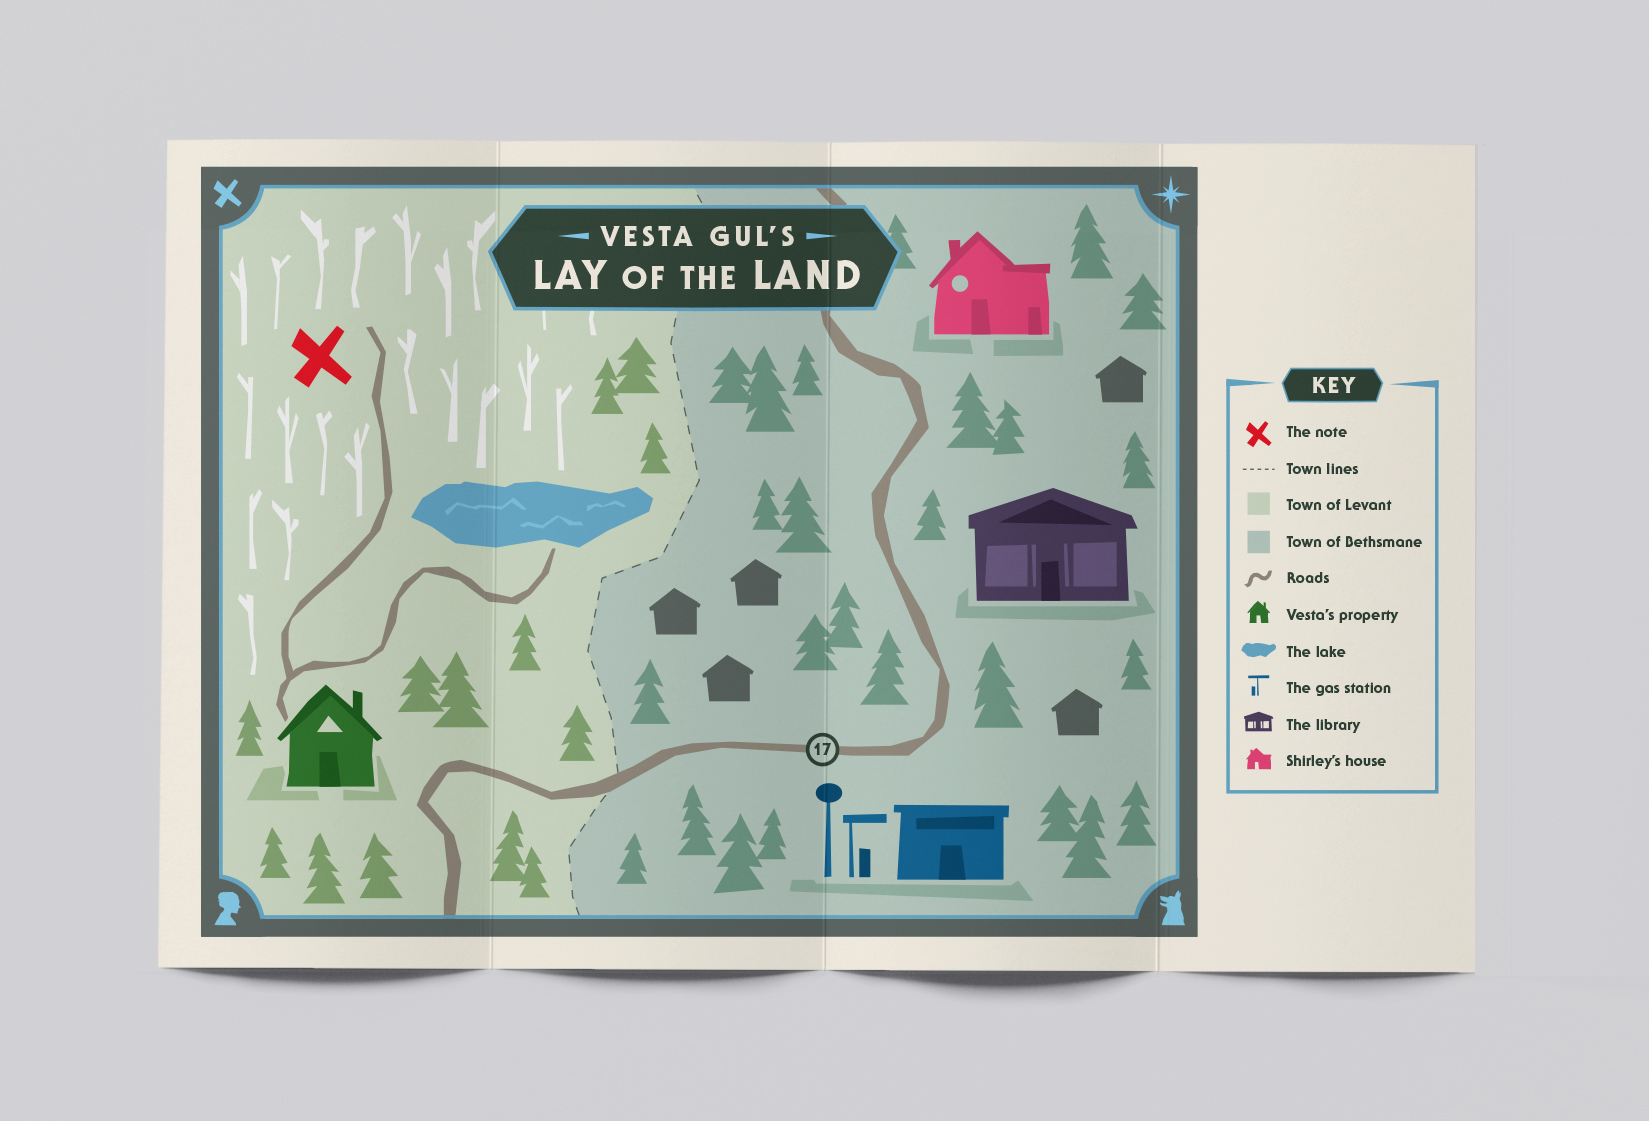 VESTA GUL'S
LAY OF THE LAND
17
KEY
The note
Town lines
Town of Levant
Town of Bethsmane
Roads
Vesta's property
The lake
The gas station
The library
Shirley's house